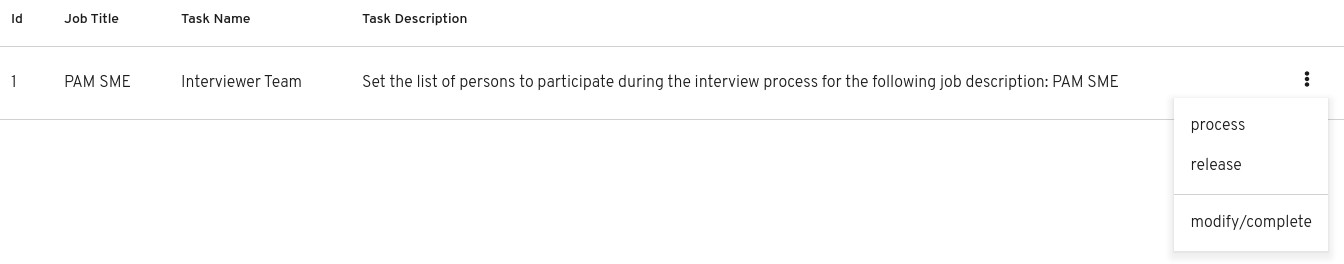 Id Job Title Task Name Task Description
1 PAM SME Interviewer Team Set the list of persons to participate during the interview process for the following job description: PAM SME
process
release
modify/complete